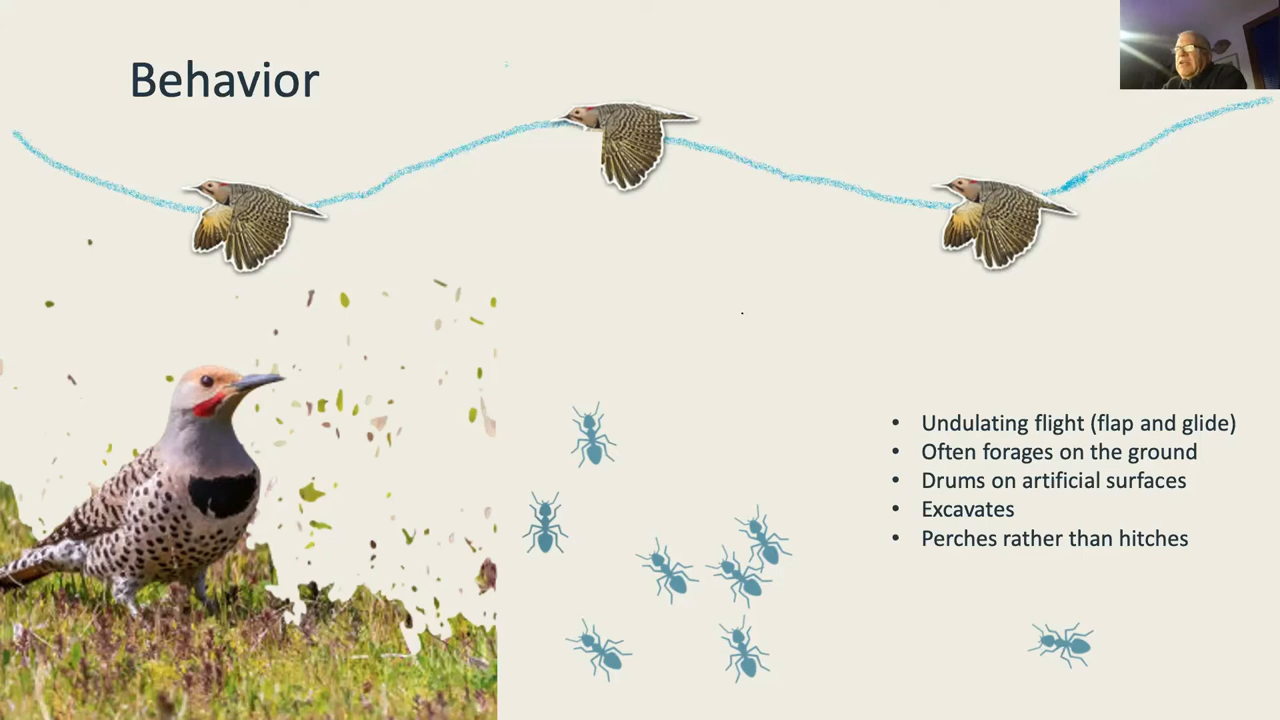 Behavior
• Undulating flight (flap and glide)
• Often forages on the ground
• Drums on artificial surfaces
• Excavates
• Perches rather than hitches